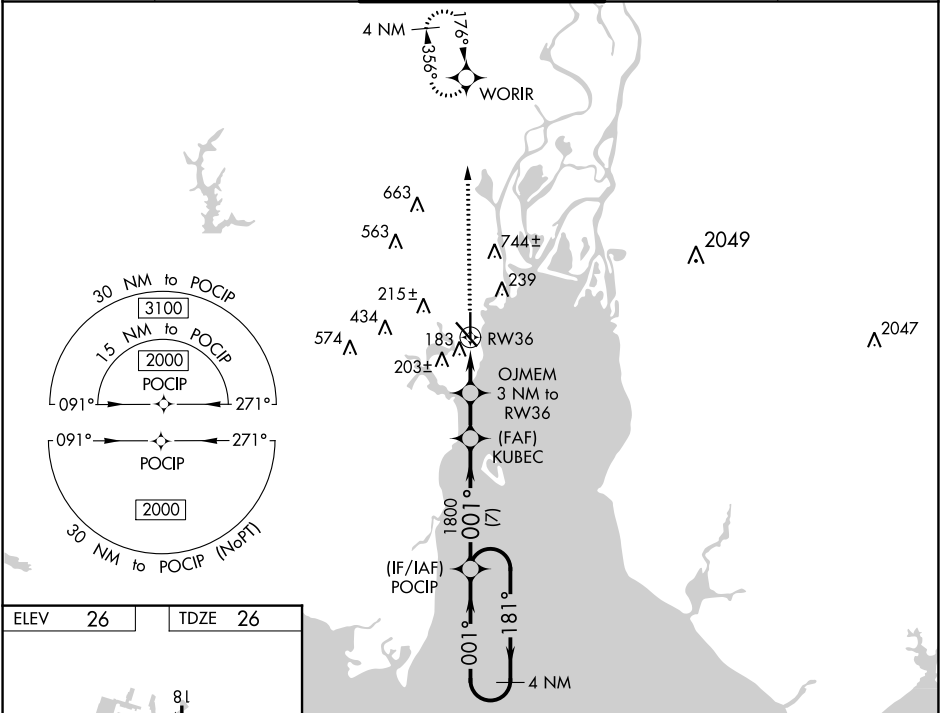 4 NM
176°
356°
WORIR
663
563
744±
2049
239
215±
434
574
183
RW36
2047
203±
OJMEM
3 NM to
RW36
(FAF)
KUBEC
30 NM to POCIP
3100
15 NM to POCIP
2000
POCIP
091°
271°
091°
271°
POCIP
2000
30 NM to POCIP (NoPT)
1800
001°
(7)
(IF/IAF)
POCIP
001°
181°
4 NM
ELEV 26
TDZE 26
18